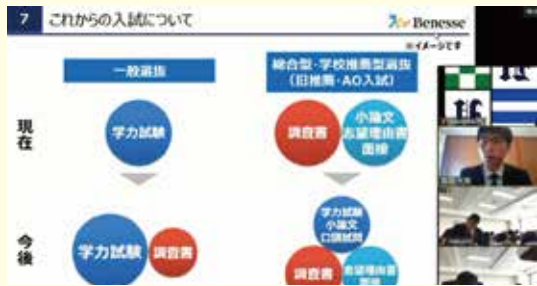 7 これからの入試について
Benesse
※イメージです
一般選抜
総合型・学校推薦型選抜
(旧推薦・AO入試)
現在
学力試験
調査書
小論文
志望理由書
面接
今後
学力試験
調査書
学力試験
小論文
口頭試問
調査書
志望理由書
面接